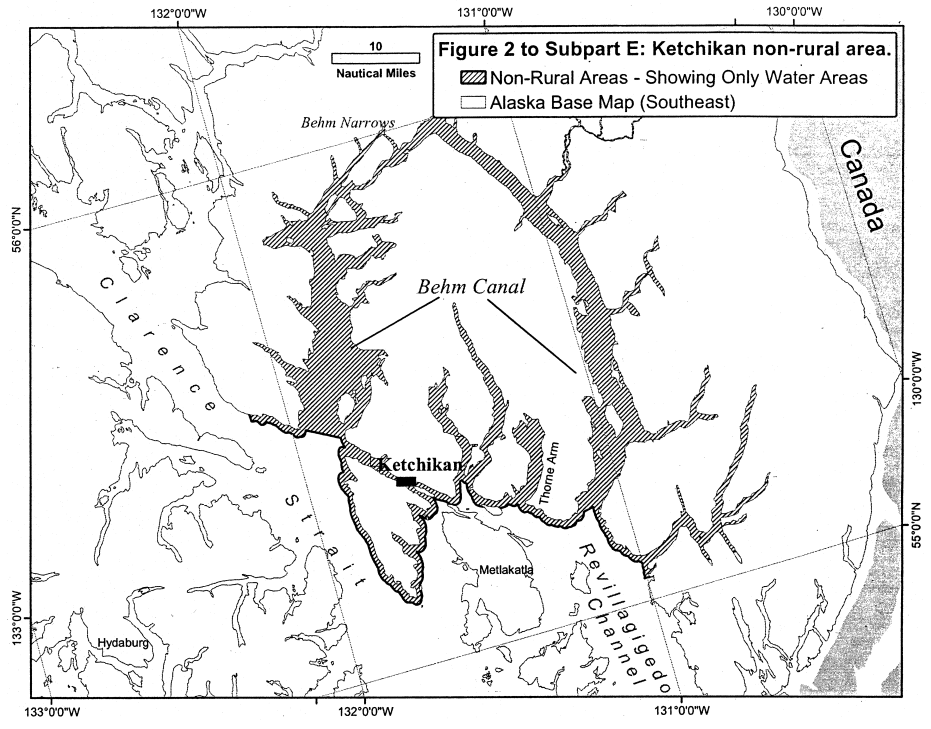 132°0'0"W
131°0'0"W
130°0'0"W
10
Nautical Miles
Figure 2 to Subpart E: Ketchikan non-rural area.
Non-Rural Areas - Showing Only Water Areas
Alaska Base Map (Southeast)
Behm Narrows
Canada
56°0'0"N
Behm Canal
Clarence
Strait
130°0'0"W
Ketchikan
Thorne Arm
55°0'0"N
Metlakatla
Revillagigedo
Channel
133°0'0"W
Hydaburg
133°0'0"W
132°0'0"W
131°0'0"W